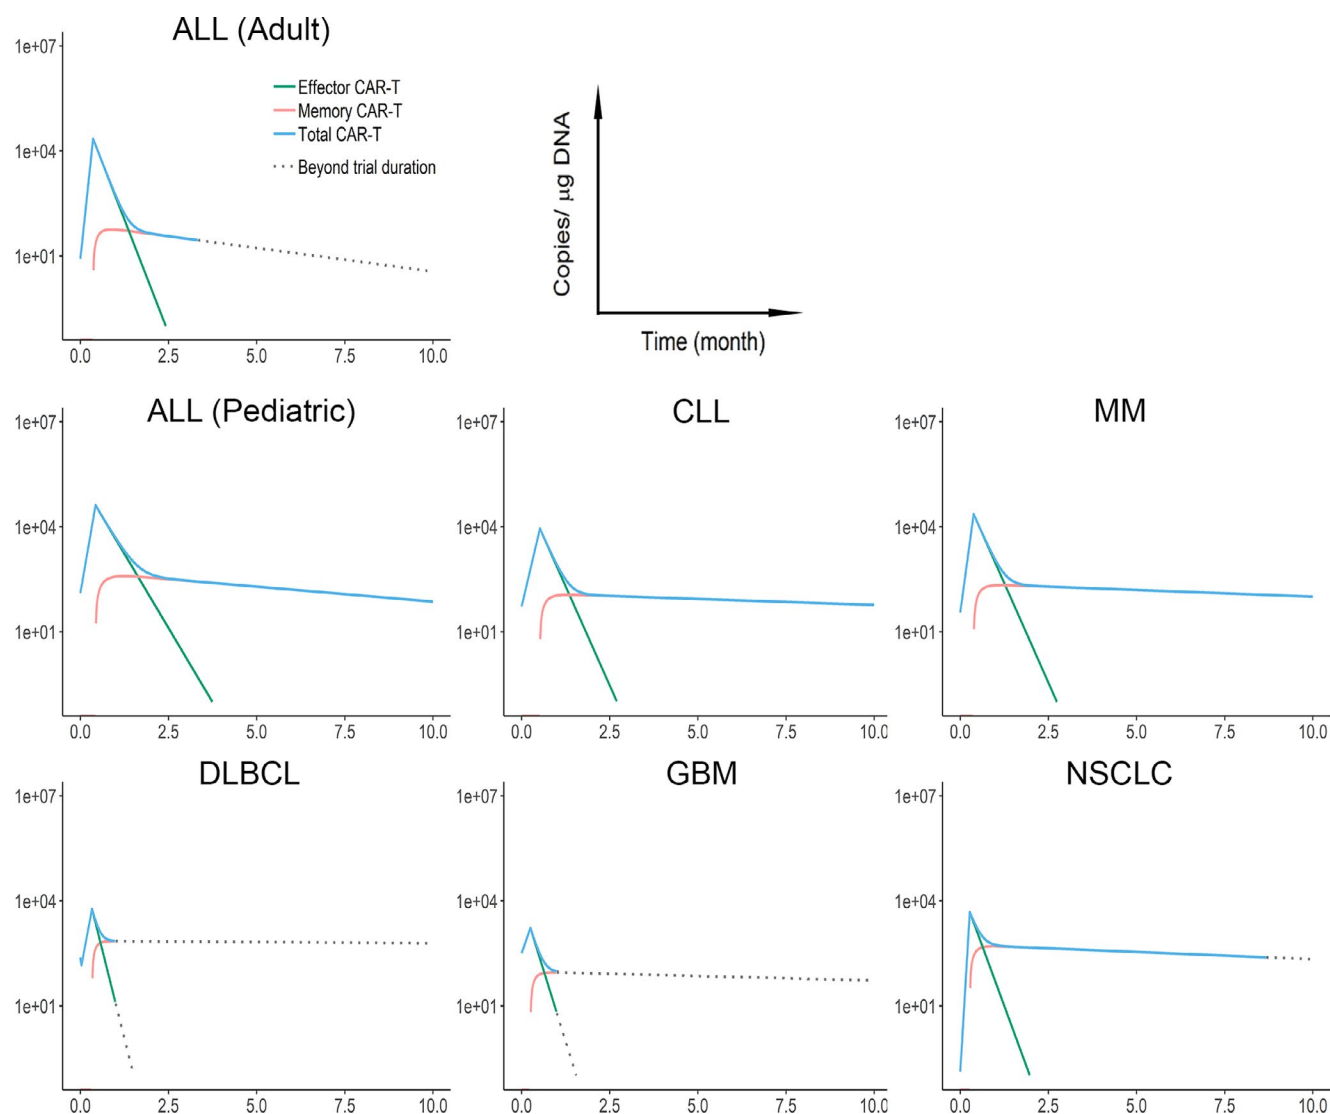 ALL (Adult)
1e+07
1e+04
1e+01
Effector CAR-T
Memory CAR-T
Total CAR-T
Beyond trial duration
0.0 2.5 5.0 7.5 10.0
Copies/ μg DNA
Time (month)
ALL (Pediatric)
1e+07
1e+04
1e+01
0.0 2.5 5.0 7.5 10.0
CLL
1e+07
1e+04
1e+01
0.0 2.5 5.0 7.5 10.0
MM
1e+07
1e+04
1e+01
0.0 2.5 5.0 7.5 10.0
DLBCL
1e+07
1e+04
1e+01
0.0 2.5 5.0 7.5 10.0
GBM
1e+07
1e+04
1e+01
0.0 2.5 5.0 7.5 10.0
NSCLC
1e+07
1e+04
1e+01
0.0 2.5 5.0 7.5 10.0